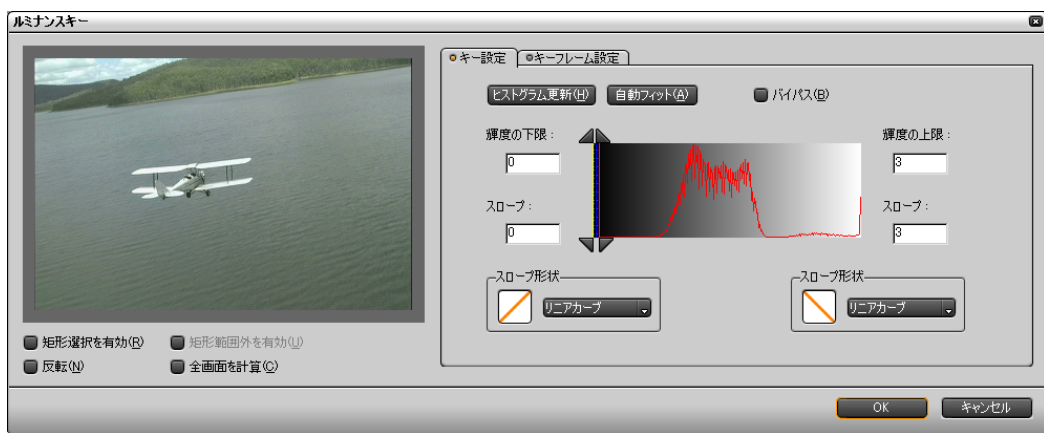 ルミナンスキー
キー設定 キーフレーム設定
ヒストグラム更新(H) 自動フィット(A) バイパス(B)
輝度の下限: 輝度の上限:
0 3
スロープ: スロープ:
0 3
スロープ形状 スロープ形状
リニアカーブ リニアカーブ
矩形選択を有効(R) 矩形範囲外を有効(U)
反転(N) 全画面を計算(C)
OK キャンセル